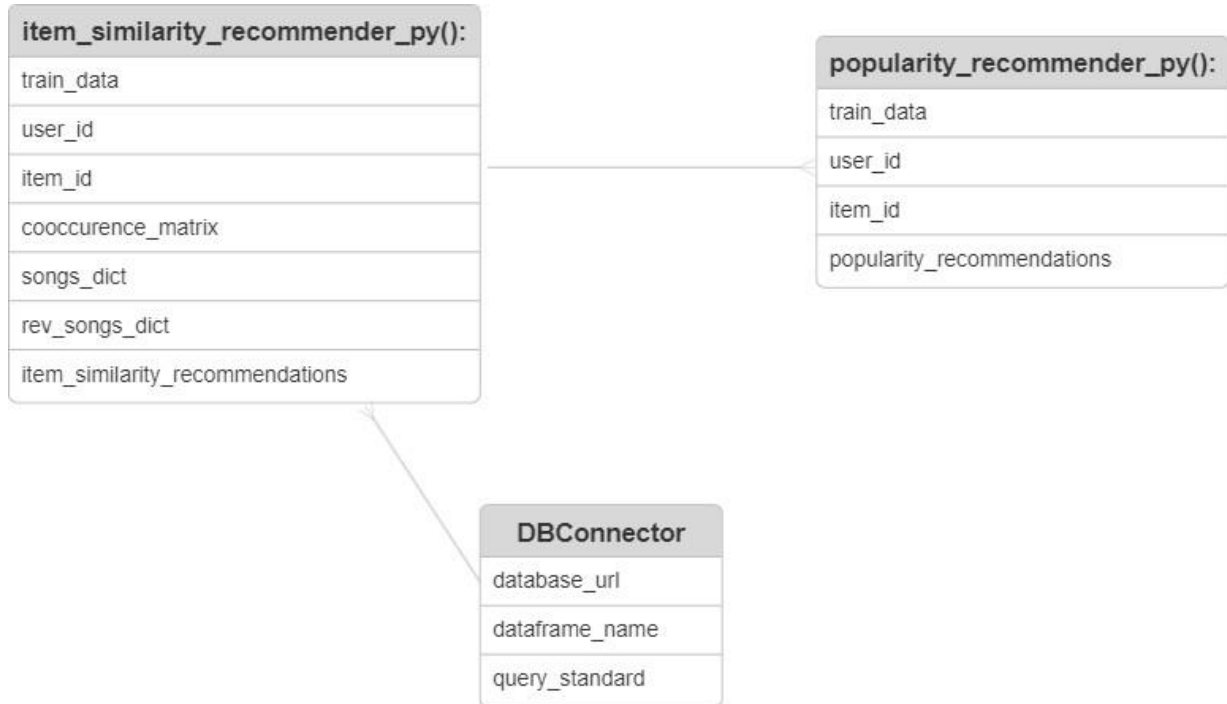 item_similarity_recommender_py():
train_data
user_id
item_id
cooccurence_matrix
songs_dict
rev_songs_dict
item_similarity_recommendations
popularity_recommender_py():
train_data
user_id
item_id
popularity_recommendations
DBConnector
database_url
dataframe_name
query_standard